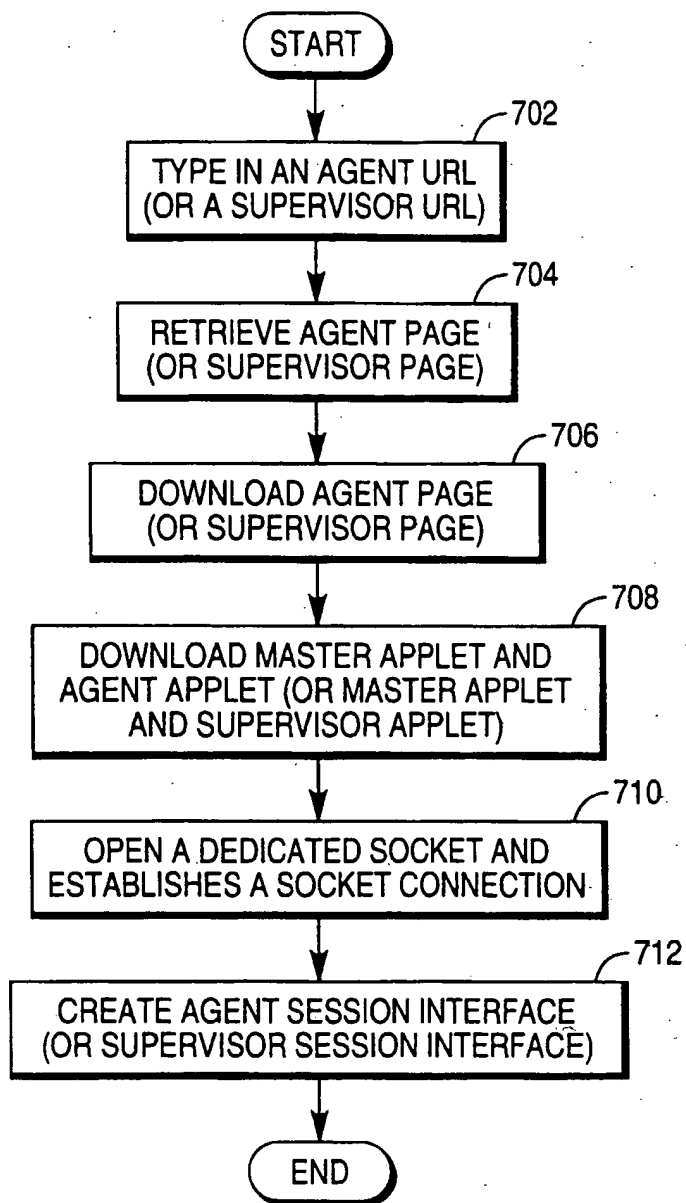 START
702
TYPE IN AN AGENT URL
(OR A SUPERVISOR URL)
704
RETRIEVE AGENT PAGE
(OR SUPERVISOR PAGE)
706
DOWNLOAD AGENT PAGE
(OR SUPERVISOR PAGE)
708
DOWNLOAD MASTER APPLET AND
AGENT APPLET (OR MASTER APPLET
AND SUPERVISOR APPLET)
710
OPEN A DEDICATED SOCKET AND
ESTABLISHES A SOCKET CONNECTION
712
CREATE AGENT SESSION INTERFACE
(OR SUPERVISOR SESSION INTERFACE)
END